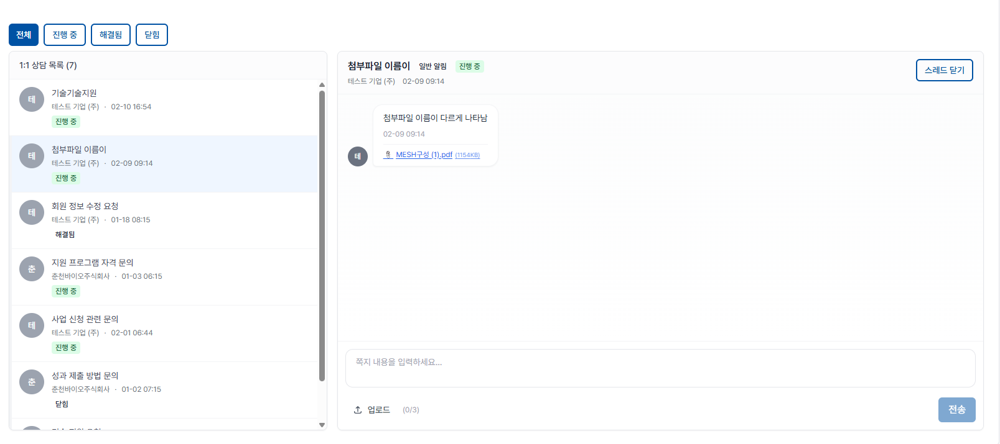 전체
진행 중
해결됨
닫힘
1:1 상담 목록 (7)
테
기술기술지원
테스트 기업 (주) · 02-10 16:54
진행 중
테
첨부파일 이름이
테스트 기업 (주) · 02-09 09:14
진행 중
테
회원 정보 수정 요청
테스트 기업 (주) · 01-18 08:15
해결됨
춘
지원 프로그램 자격 문의
춘천바이오주식회사 · 01-03 06:15
진행 중
테
사업 신청 관련 문의
테스트 기업 (주) · 02-01 06:44
진행 중
춘
성과 제출 방법 문의
춘천바이오주식회사 · 01-02 07:15
닫힘
첨부파일 이름이 일반 알림 진행 중
테스트 기업 (주) 02-09 09:14
스레드 닫기
첨부파일 이름이 다르게 나타남
02-09 09:14
테
MESH구성 (1).pdf (1154KB)
쪽지 내용을 입력하세요...
업로드 (0/3)
전송